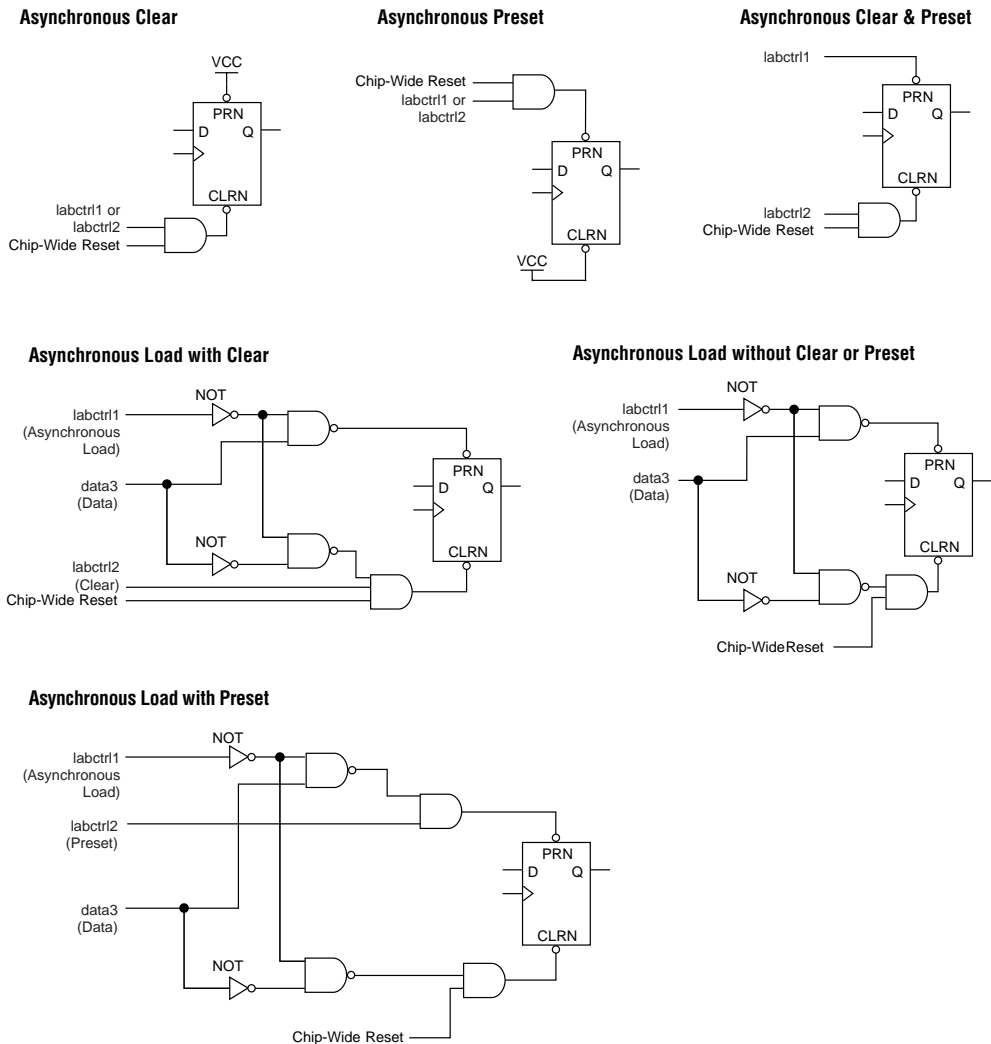 Asynchronous Clear
VCC
PRN
D Q
CLRN
labctrl1 or
labctrl2
Chip-Wide Reset
Asynchronous Preset
Chip-Wide Reset
labctrl1 or
labctrl2
PRN
D Q
CLRN
VCC
Asynchronous Clear & Preset
labctrl1
PRN
D Q
CLRN
labctrl2
Chip-Wide Reset
Asynchronous Load with Clear
NOT
labctrl1
(Asynchronous
Load)
PRN
D Q
data3
(Data)
NOT
CLRN
labctrl2
(Clear)
Chip-Wide Reset
Asynchronous Load without Clear or Preset
NOT
labctrl1
(Asynchronous
Load)
PRN
D Q
data3
(Data)
NOT
CLRN
Chip-WideReset
Asynchronous Load with Preset
NOT
labctrl1
(Asynchronous
Load)
labctrl2
(Preset)
PRN
D Q
data3
(Data)
CLRN
NOT
Chip-Wide Reset